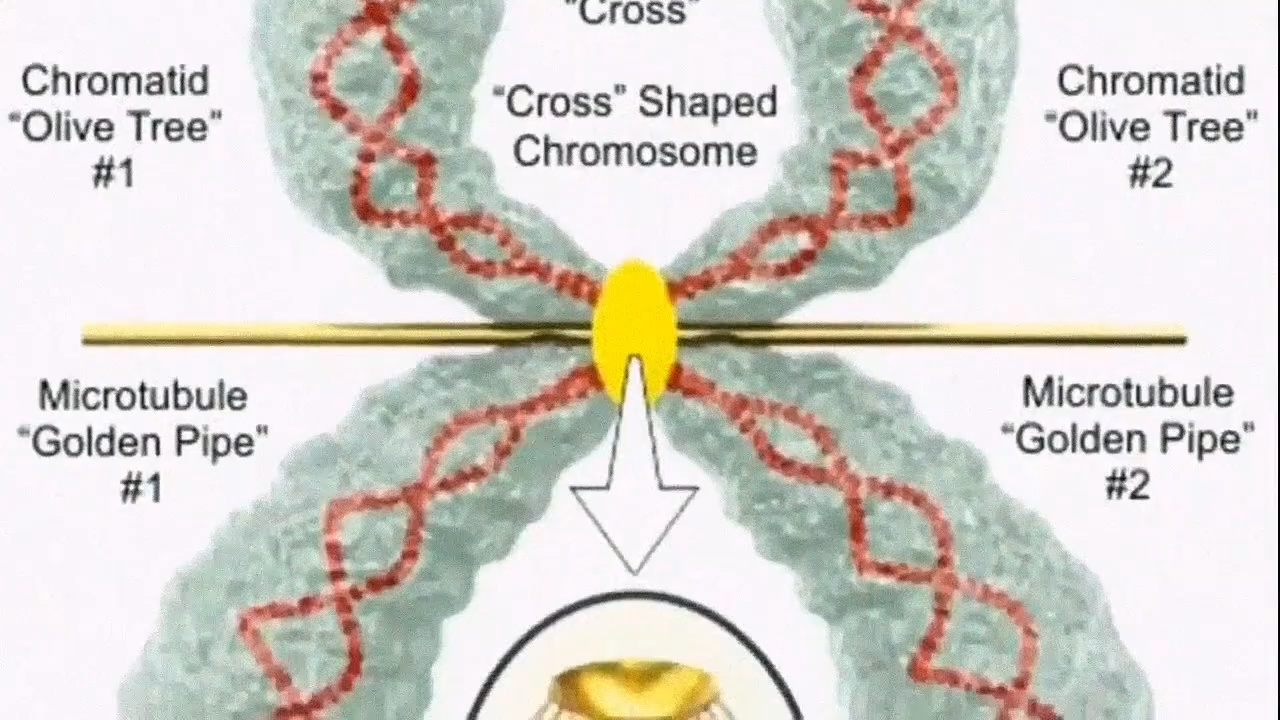 "Cross"
"Cross" Shaped
Chromosome
Chromatid
"Olive Tree"
#1
Chromatid
"Olive Tree"
#2
Microtubule
"Golden Pipe"
#1
Microtubule
"Golden Pipe"
#2